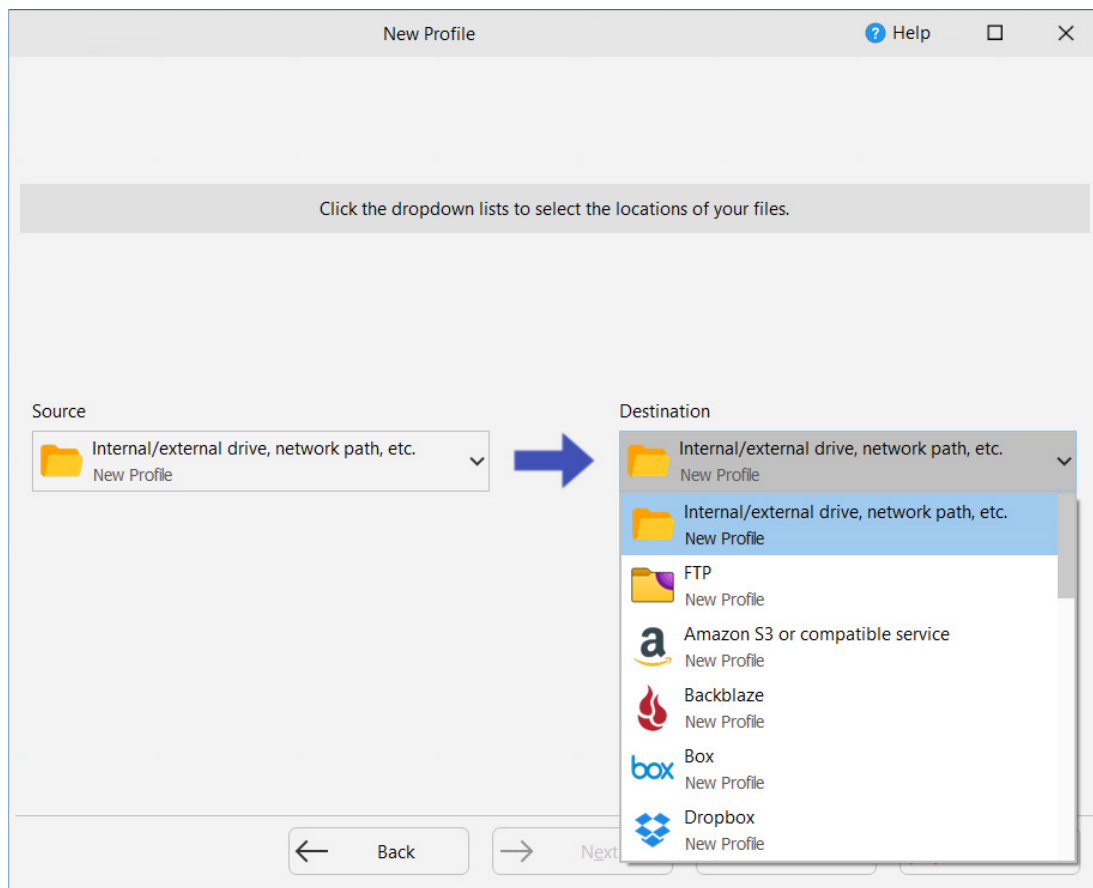 New Profile
Help
Click the dropdown lists to select the locations of your files.
Source
Internal/external drive, network path, etc.
New Profile
Destination
Internal/external drive, network path, etc.
New Profile
Internal/external drive, network path, etc.
New Profile
FTP
New Profile
a
Amazon S3 or compatible service
New Profile
Backblaze
New Profile
box
Box
New Profile
Dropbox
New Profile
Back
Next